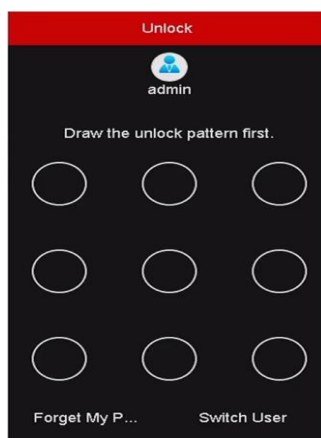 Unlock
admin
Draw the unlock pattern first.
Forget My P... Switch User